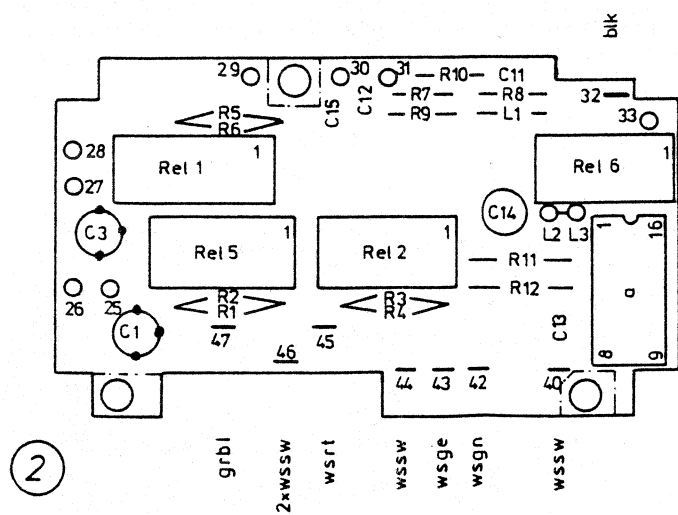 blk
29
30
31
R10
C11
R7
R8
32
C15
C12
R9
L1
33
R5
R6
28
27
Rel 1
1
Rel 6
1
C3
C14
L2
L3
Rel 5
1
Rel 2
1
1
16
R11
a
R12
26
25
R2
R1
R3
R4
C1
47
45
C13
46
8
9
44
43
42
40
2
grbl
2×wssw
wsrt
wssw
wsge
wsgn
wssw